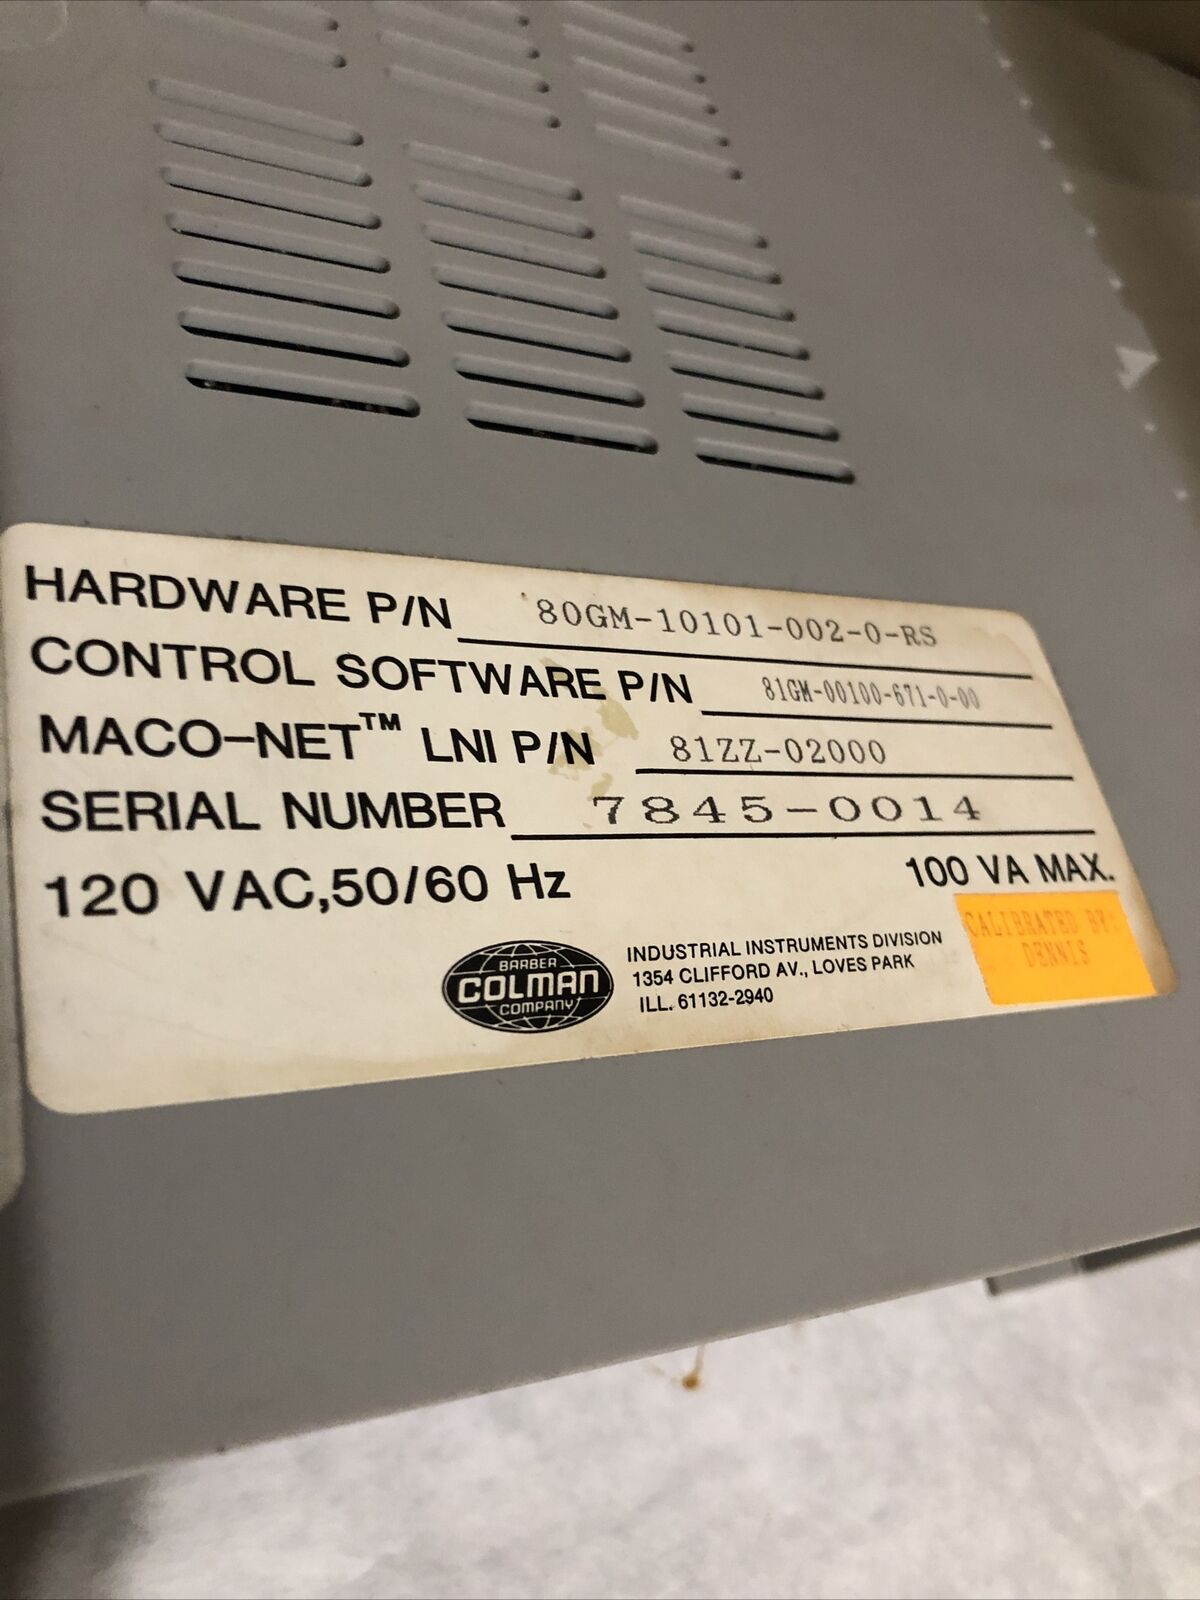 HARDWARE P/N 80GM-10101-002-0-RS
CONTROL SOFTWARE P/N 81GM-00100-671-0-00
MACO-NET™ LNI P/N 81ZZ-02000
SERIAL NUMBER 7845-0014
120 VAC,50/60 Hz 100 VA MAX.
CALIBRATED BY:
DENNIS
BARBER
COLMAN
COMPANY
INDUSTRIAL INSTRUMENTS DIVISION
1354 CLIFFORD AV., LOVES PARK
ILL. 61132-2940